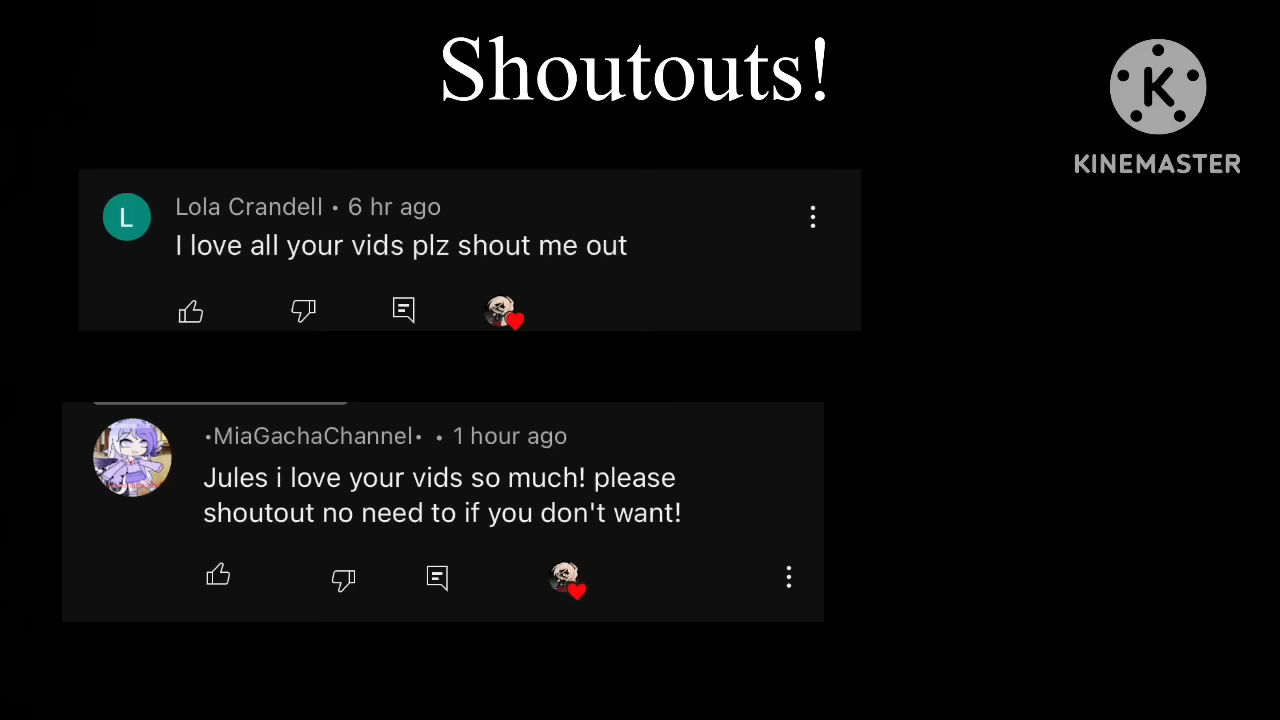 Shoutouts!
K
KINEMASTER
L
Lola Crandell • 6 hr ago
I love all your vids plz shout me out
•MiaGachaChannel• • 1 hour ago
Jules i love your vids so much! please
shoutout no need to if you don't want!